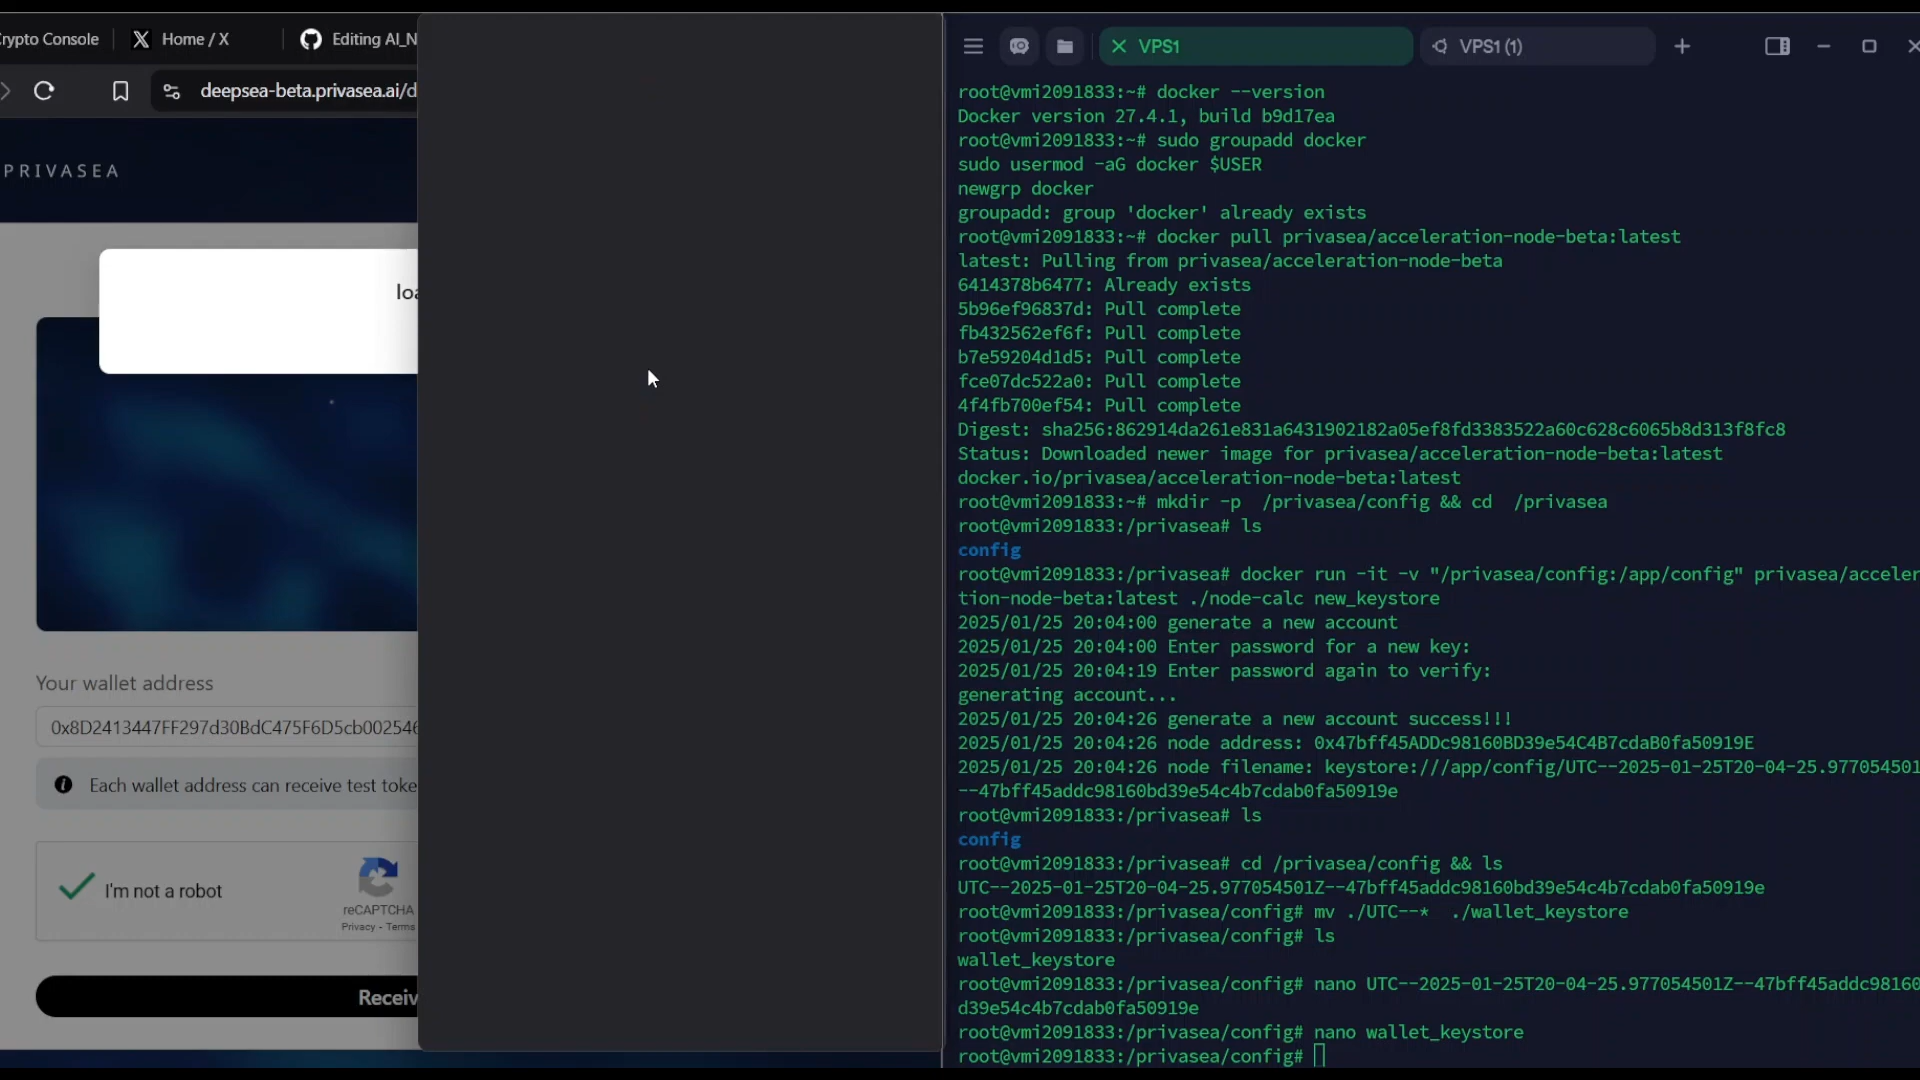 rypto Console
Home / X
Editing AI_N
deepsea-beta.privasea.ai/d
PRIVASEA
loa
Your wallet address
0x8D2413447FF297d30BdC475F6D5cb002546
Each wallet address can receive test toke
I'm not a robot
reCAPTCHA
Privacy - Terms
Receiv
VPS1
VPS1 (1)
root@vmi2091833:~# docker --version
Docker version 27.4.1, build b9d17ea
root@vmi2091833:~# sudo groupadd docker
sudo usermod -aG docker $USER
newgrp docker
groupadd: group 'docker' already exists
root@vmi2091833:~# docker pull privasea/acceleration-node-beta:latest
latest: Pulling from privasea/acceleration-node-beta
6414378b6477: Already exists
5b96ef96837d: Pull complete
fb432562ef6f: Pull complete
b7e59204d1d5: Pull complete
fce07dc522a0: Pull complete
4f4fb700ef54: Pull complete
Digest: sha256:862914da261e831a6431902182a05ef8fd3383522a60c628c6065b8d313f8fc8
Status: Downloaded newer image for privasea/acceleration-node-beta:latest
docker.io/privasea/acceleration-node-beta:latest
root@vmi2091833:~# mkdir -p  /privasea/config && cd  /privasea
root@vmi2091833:/privasea# ls
config
root@vmi2091833:/privasea# docker run -it -v "/privasea/config:/app/config" privasea/acceler
tion-node-beta:latest ./node-calc new_keystore
2025/01/25 20:04:00 generate a new account
2025/01/25 20:04:00 Enter password for a new key:
2025/01/25 20:04:19 Enter password again to verify:
generating account...
2025/01/25 20:04:26 generate a new account success!!!
2025/01/25 20:04:26 node address: 0x47bff45ADDc98160BD39e54C4B7cdaB0fa50919E
2025/01/25 20:04:26 node filename: keystore:///app/config/UTC--2025-01-25T20-04-25.977054501
--47bff45addc98160bd39e54c4b7cdab0fa50919e
root@vmi2091833:/privasea# ls
config
root@vmi2091833:/privasea# cd /privasea/config && ls
UTC--2025-01-25T20-04-25.977054501Z--47bff45addc98160bd39e54c4b7cdab0fa50919e
root@vmi2091833:/privasea/config# mv ./UTC--*  ./wallet_keystore
root@vmi2091833:/privasea/config# ls
wallet_keystore
root@vmi2091833:/privasea/config# nano UTC--2025-01-25T20-04-25.977054501Z--47bff45addc98160
d39e54c4b7cdab0fa50919e
root@vmi2091833:/privasea/config# nano wallet_keystore
root@vmi2091833:/privasea/config#